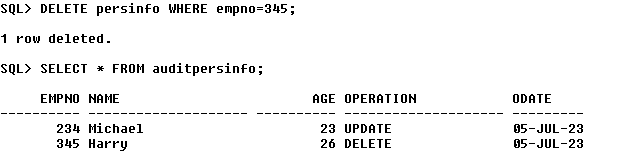 SQL> DELETE persinfo WHERE empno=345;
1 row deleted.
SQL> SELECT * FROM auditpersinfo;
     EMPNO NAME                        AGE OPERATION            ODATE
---------- -------------------- ---------- -------------------- ---------
       234 Michael                      23 UPDATE               05-JUL-23
       345 Harry                        26 DELETE               05-JUL-23